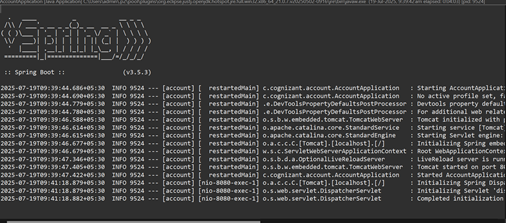 :: Spring Boot ::                (v3.5.3)
2025-07-19T09:39:44.686+05:30  INFO 9524 --- [account] [  restartedMain] c.cognizant.account.AccountApplication   : Starting AccountAppl
2025-07-19T09:39:44.690+05:30  INFO 9524 --- [account] [  restartedMain] c.cognizant.account.AccountApplication   : No active profile set, f
2025-07-19T09:39:44.779+05:30  INFO 9524 --- [account] [  restartedMain] .e.DevToolsPropertyDefaultsPostProcessor : Devtools property defau
2025-07-19T09:39:44.780+05:30  INFO 9524 --- [account] [  restartedMain] .e.DevToolsPropertyDefaultsPostProcessor : For additional web rela
2025-07-19T09:39:46.588+05:30  INFO 9524 --- [account] [  restartedMain] o.s.b.w.embedded.tomcat.TomcatWebServer  : Tomcat initialized with
2025-07-19T09:39:46.614+05:30  INFO 9524 --- [account] [  restartedMain] o.apache.catalina.core.StandardService   : Starting service [Tomcat
2025-07-19T09:39:46.615+05:30  INFO 9524 --- [account] [  restartedMain] o.apache.catalina.core.StandardEngine    : Starting Servlet engine:
2025-07-19T09:39:46.677+05:30  INFO 9524 --- [account] [  restartedMain] o.a.c.c.C.[Tomcat].[localhost].[/]       : Initializing Spring embe
2025-07-19T09:39:46.679+05:30  INFO 9524 --- [account] [  restartedMain] w.s.c.ServletWebServerApplicationContext : Root WebApplicationConte
2025-07-19T09:39:47.346+05:30  INFO 9524 --- [account] [  restartedMain] o.s.b.d.a.OptionalLiveReloadServer       : LiveReload server is run
2025-07-19T09:39:47.405+05:30  INFO 9524 --- [account] [  restartedMain] o.s.b.w.embedded.tomcat.TomcatWebServer  : Tomcat started on port 8
2025-07-19T09:39:47.422+05:30  INFO 9524 --- [account] [  restartedMain] c.cognizant.account.AccountApplication   : Started AccountApplicati
2025-07-19T09:41:18.879+05:30  INFO 9524 --- [account] [nio-8080-exec-1] o.a.c.c.C.[Tomcat].[localhost].[/]       : Initializing Spring Disp
2025-07-19T09:41:18.879+05:30  INFO 9524 --- [account] [nio-8080-exec-1] o.s.web.servlet.DispatcherServlet        : Initializing Servlet 'dis
2025-07-19T09:41:18.882+05:30  INFO 9524 --- [account] [nio-8080-exec-1] o.s.web.servlet.DispatcherServlet        : Completed initialization